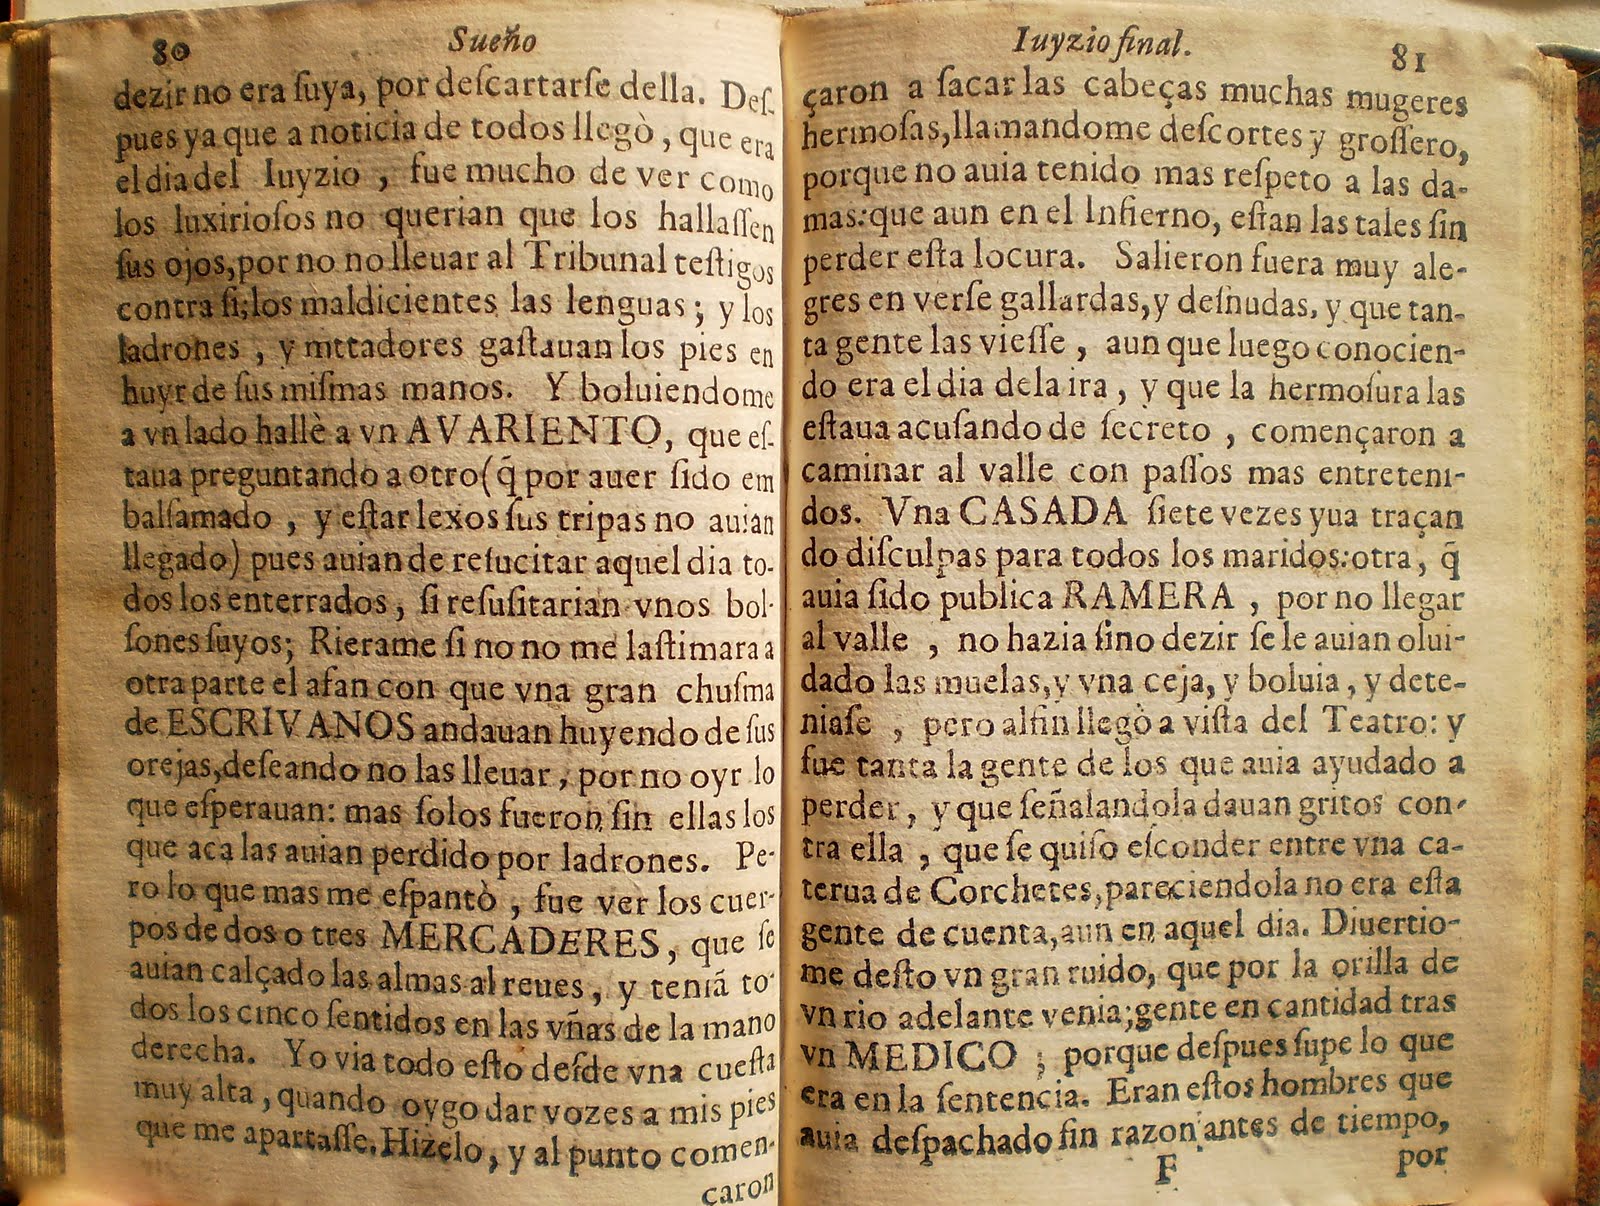 80
Sueño
dezir no era ſuya, por deſcartarſe della. Deſ-
pues ya que a noticia de todos llegò, que era
el dia del Iuyzio, fue mucho de ver como
los luxirioſos no querian que los hallaſſen
ſus ojos, por no no lleuar al Tribunal teſtigos
contra ſi; los maldicientes las lenguas; y los
ladrones, y mttadores gaſtauan los pies en
huyr de ſus miſmas manos. Y boluiendome
a vn lado hallè a vn AVARIENTO, que eſ-
taua preguntando a otro (q̃ por auer ſido em
balſamado, y eſtar lexos ſus tripas no auian
llegado) pues auian de reſucitar aquel dia to-
dos los enterrados, ſi reſuſitarian vnos bol-
ſones ſuyos; Rierame ſi no no me laſtimara a
otra parte el afan con que vna gran chuſma
de ESCRIVANOS andauan huyendo de ſus
orejas, deſeando no las lleuar, por no oyr lo
que eſperauan: mas ſolos fueron ſin ellas los
que aca las auian perdido por ladrones. Pe-
ro lo que mas me eſpantò, fue ver los cuer-
pos de dos o tres MERCADERES, que ſe
auian calçado las almas al reues, y teniã to-
dos los cinco ſentidos en las vñas de la mano
derecha. Yo via todo eſto deſde vna cueſta
muy alta, quando oygo dar vozes a mis pies
que me apartaſſe. Hizelo, y al punto comen-
caron
Iuyzio final.
81
çaron a ſacar las cabeças muchas mugeres
hermoſas, llamandome deſcortes y groſſero,
porque no auia tenido mas reſpeto a las da-
mas: que aun en el Infierno, eſtan las tales ſin
perder eſta locura. Salieron fuera muy ale-
gres en verſe gallardas, y deſnudas, y que tan-
ta gente las vieſſe, aun que luego conocien-
do era el dia de la ira, y que la hermoſura las
eſtaua acuſando de ſecreto, començaron a
caminar al valle con paſſos mas entreteni-
dos. Vna CASADA ſiete vezes yua traçan
do diſculpas para todos los maridos: otra, q̃
auia ſido publica RAMERA, por no llegar
al valle, no hazia ſino dezir ſe le auian olui-
dado las muelas, y vna ceja, y boluia, y dete-
niaſe, pero al fin llegò a viſta del Teatro: y
fue tanta la gente de los que auia ayudado a
perder, y que ſeñalandola dauan gritos con-
tra ella, que ſe quiſo eſconder entre vna ca-
terua de Corchetes, pareciendola no era eſta
gente de cuenta, aun en aquel dia. Diuertio-
me deſto vn gran ruido, que por la orilla de
vn rio adelante venia; gente en cantidad tras
vn MEDICO; porque deſpues ſupe lo que
era en la ſentencia. Eran eſtos hombres que
auia deſpachado ſin razon antes de tiempo,
F
por